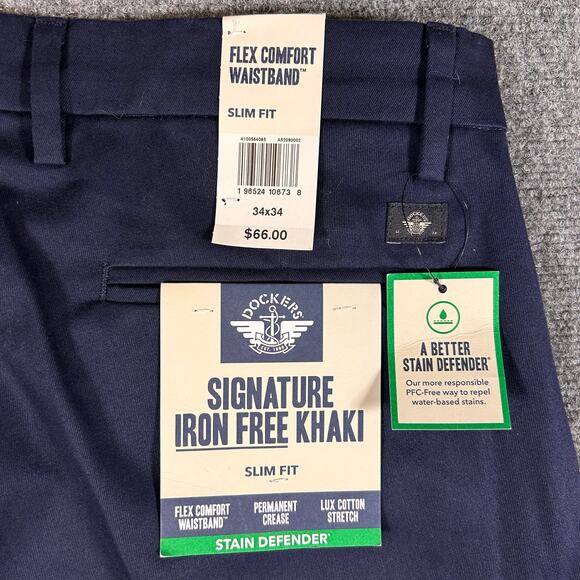 FLEX COMFORT
WAISTBAND™
SLIM FIT
4100564065 A52090002
1 96524 10673 8
34x34
$66.00
DOCKERS
SIGNATURE
IRON FREE KHAKI
SLIM FIT
FLEX COMFORT
WAISTBAND™
PERMANENT
CREASE
LUX COTTON
STRETCH
STAIN DEFENDER®
A BETTER
STAIN DEFENDER®
Our more responsible
PFC-Free way to repel
water-based stains.